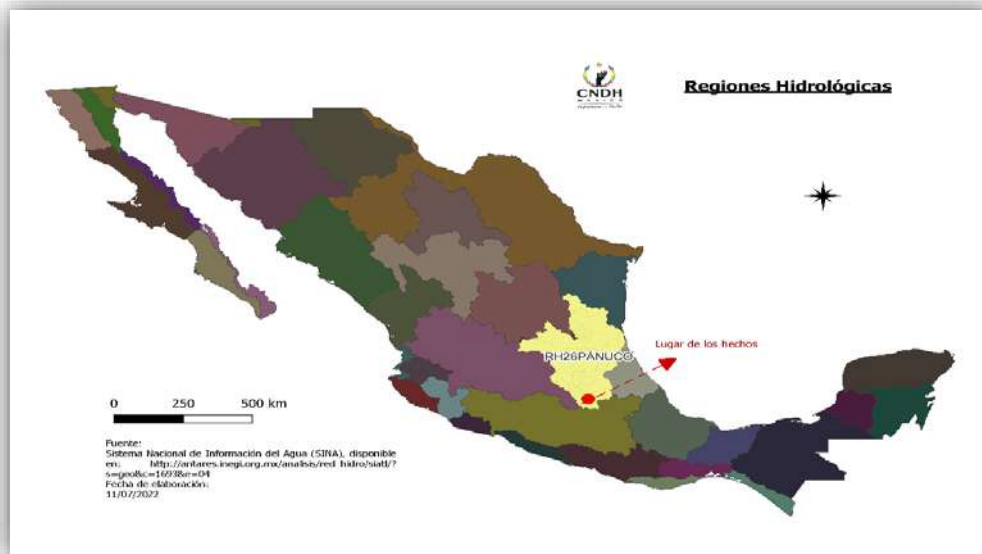 CNDH
MÉXICO
Regiones Hidrológicas
Lugar de los hechos
RH26PÁNUCO
0 250 500 km
Fuente:
Sistema Nacional de Información del Agua (SINA), disponible
en: http://antares.inegi.org.mx/analisis/red_hidro/siatl/?
s=geo&c=1693&e=04
Fecha de elaboración:
11/07/2022